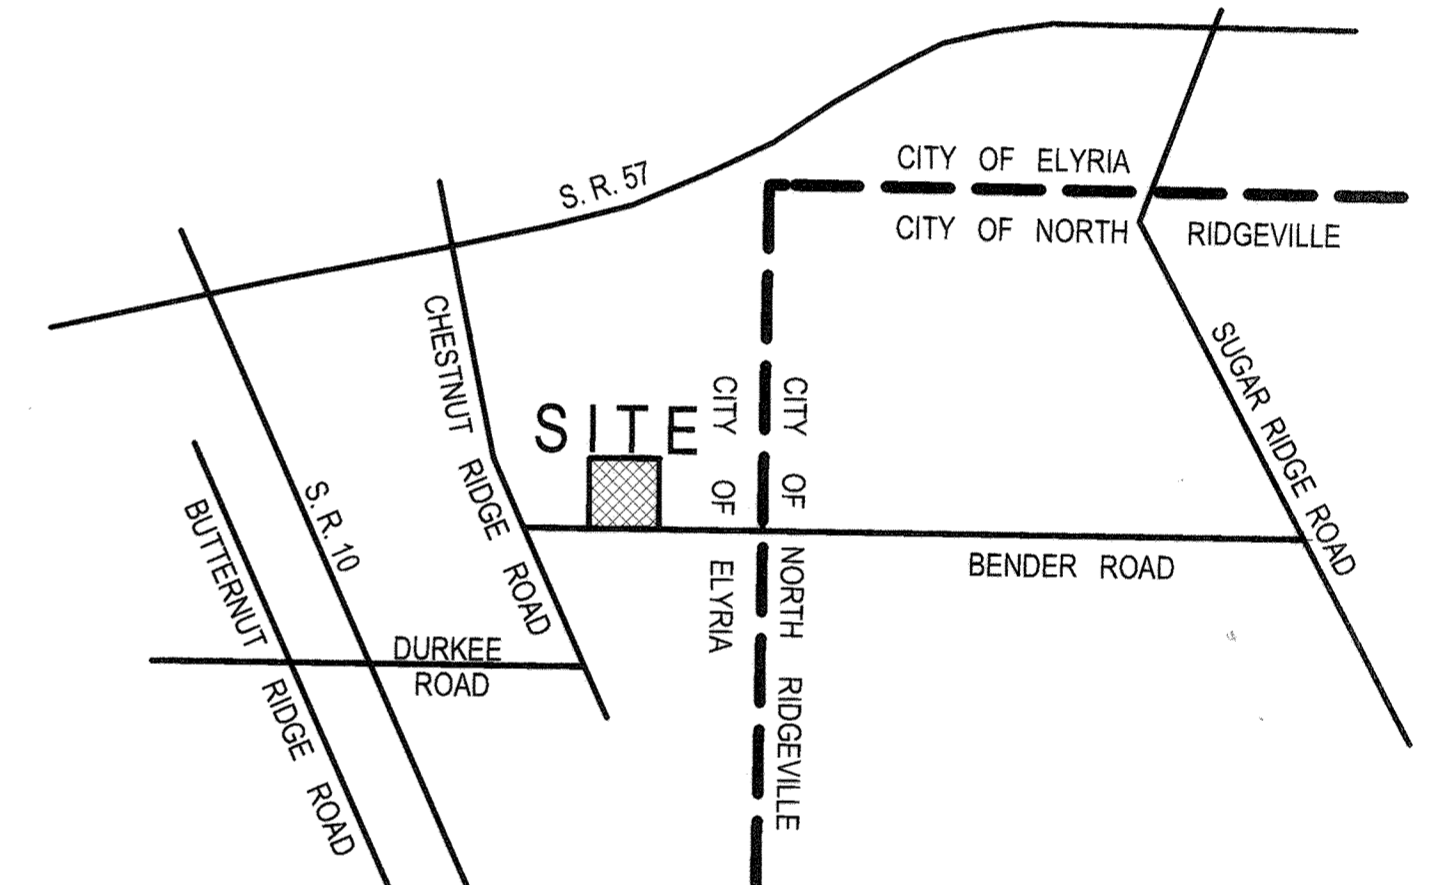 CITY OF ELYRIA
S. R. 57
CITY OF NORTH RIDGEVILLE
CHESTNUT RIDGE ROAD
SUGAR RIDGE ROAD
SITE
CITY OF ELYRIA
CITY OF NORTH RIDGEVILLE
S. R. 10
BUTTERNUT RIDGE ROAD
BENDER ROAD
DURKEE
ROAD